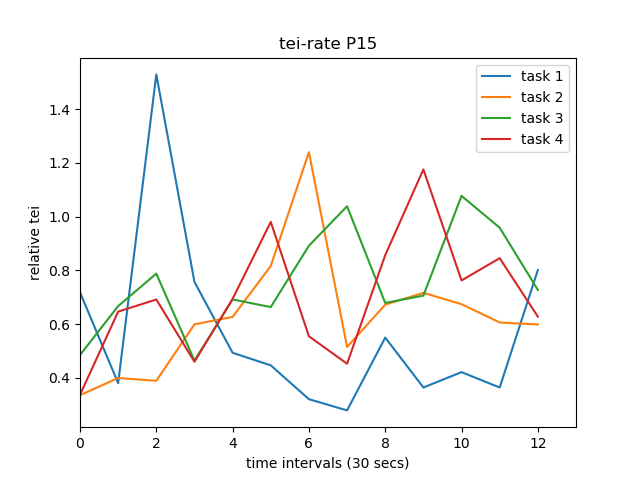 tei-rate P15
task 1
task 2
task 3
task 4
relative tei
1.4
1.2
1.0
0.8
0.6
0.4
0 2 4 6 8 10 12
time intervals (30 secs)